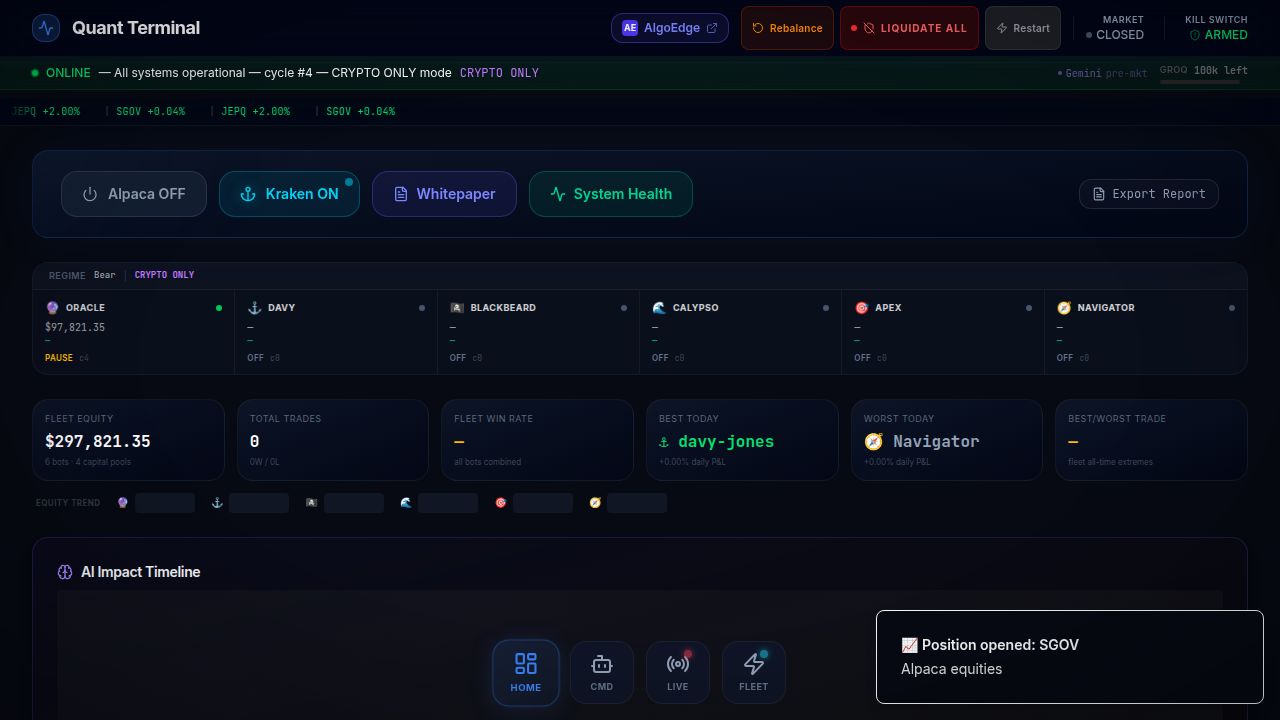 Quant Terminal
AE AlgoEdge
Rebalance
LIQUIDATE ALL
Restart
MARKET
CLOSED
KILL SWITCH
ARMED
ONLINE — All systems operational — cycle #4 — CRYPTO ONLY mode CRYPTO ONLY
Gemini pre-mkt
GROQ 100k left
JEPQ +2.00% | SGOV +0.04% | JEPQ +2.00% | SGOV +0.04%
Alpaca OFF
Kraken ON
Whitepaper
System Health
Export Report
REGIME Bear | CRYPTO ONLY
ORACLE
$97,821.35
—
PAUSE c4
DAVY
—
—
OFF c0
BLACKBEARD
—
—
OFF c0
CALYPSO
—
—
OFF c0
APEX
—
—
OFF c0
NAVIGATOR
—
—
OFF c0
FLEET EQUITY
$297,821.35
6 bots · 4 capital pools
TOTAL TRADES
0
0W / 0L
FLEET WIN RATE
—
all bots combined
BEST TODAY
davy-jones
+0.00% daily P&L
WORST TODAY
Navigator
+0.00% daily P&L
BEST/WORST TRADE
—
fleet all-time extremes
EQUITY TREND
AI Impact Timeline
HOME
CMD
LIVE
FLEET
📈 Position opened: SGOV
Alpaca equities